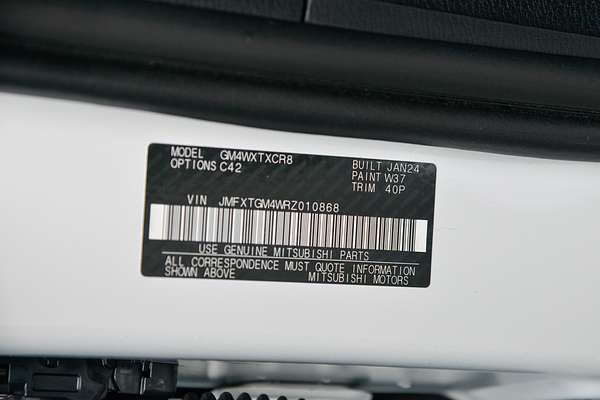 MODEL GM4WXTXCR8
OPTIONS C42
BUILT JAN24
PAINT W37
TRIM 40P
VIN JMFXTGM4WRZ010868
USE GENUINE MITSUBISHI PARTS
ALL CORRESPONDENCE MUST QUOTE INFORMATION
SHOWN ABOVE MITSUBISHI MOTORS